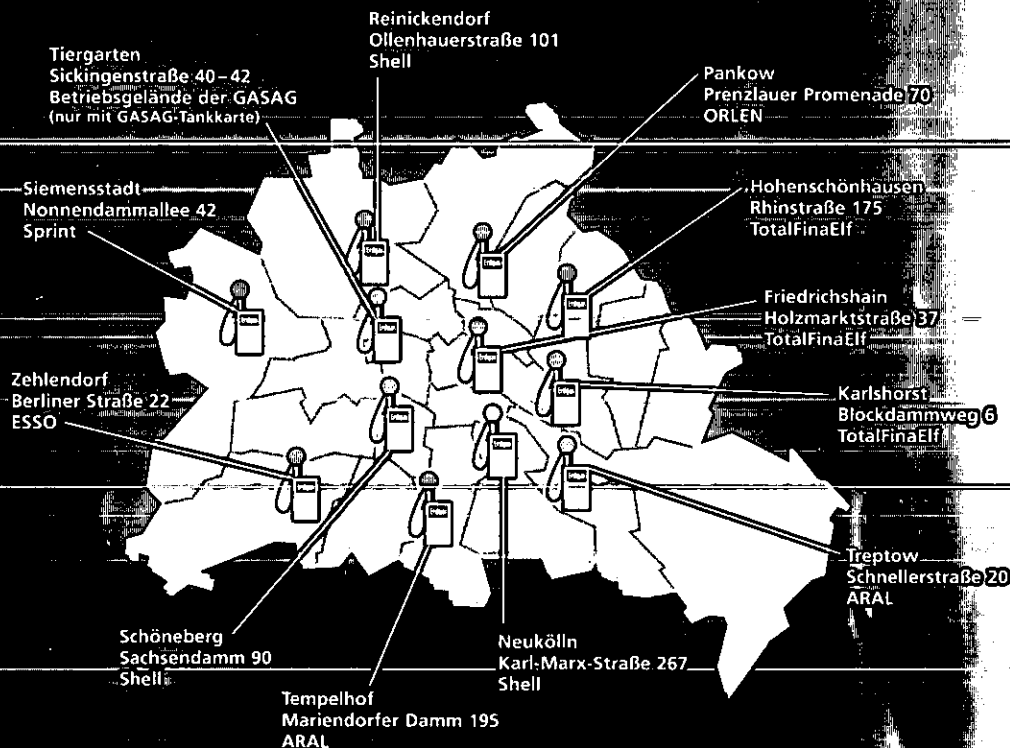 Reinickendorf
Ollenhauerstraße 101
Shell
Tiergarten
Sickingenstraße 40–42
Betriebsgelände der GASAG
(nur mit GASAG-Tankkarte)
Pankow
Prenzlauer Promenade 70
ORLEN
Siemensstadt
Nonnendammallee 42
Sprint
Hohenschönhausen
Rhinstraße 175
TotalFinaElf
Friedrichshain
Holzmarktstraße 37
TotalFinaElf
Zehlendorf
Berliner Straße 22
ESSO
Karlshorst
Blockdammweg 6
TotalFinaElf
Treptow
Schnellerstraße 20
ARAL
Schöneberg
Sachsendamm 90
Shell
Neukölln
Karl-Marx-Straße 267
Shell
Tempelhof
Mariendorfer Damm 195
ARAL